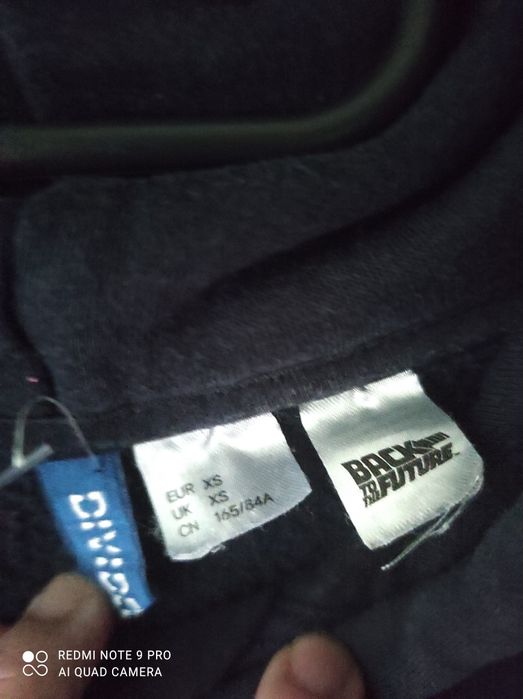 EUR XS
UK XS
CN 165/84A
BACK
TO THE FUTURE
REDMI NOTE 9 PRO
AI QUAD CAMERA